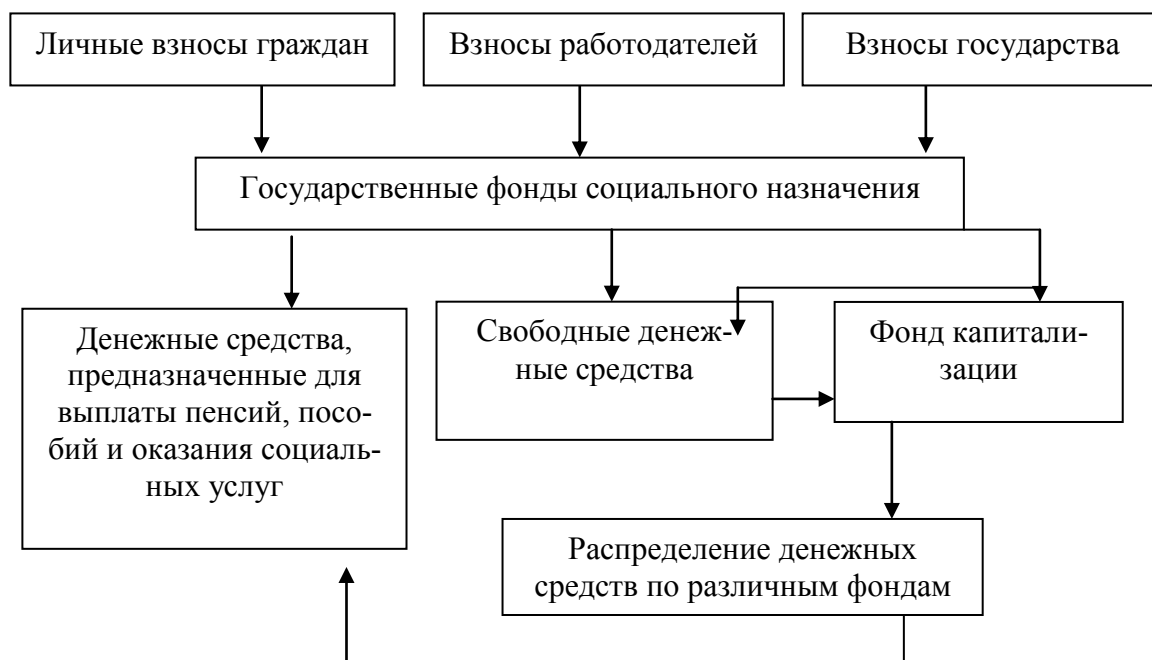 Личные взносы граждан
Взносы работодателей
Взносы государства
Государственные фонды социального назначения
Денежные средства,
предназначенные для
выплаты пенсий, посо-
бий и оказания социаль-
ных услуг
Свободные денеж-
ные средства
Фонд капитали-
зации
Распределение денежных
средств по различным фондам